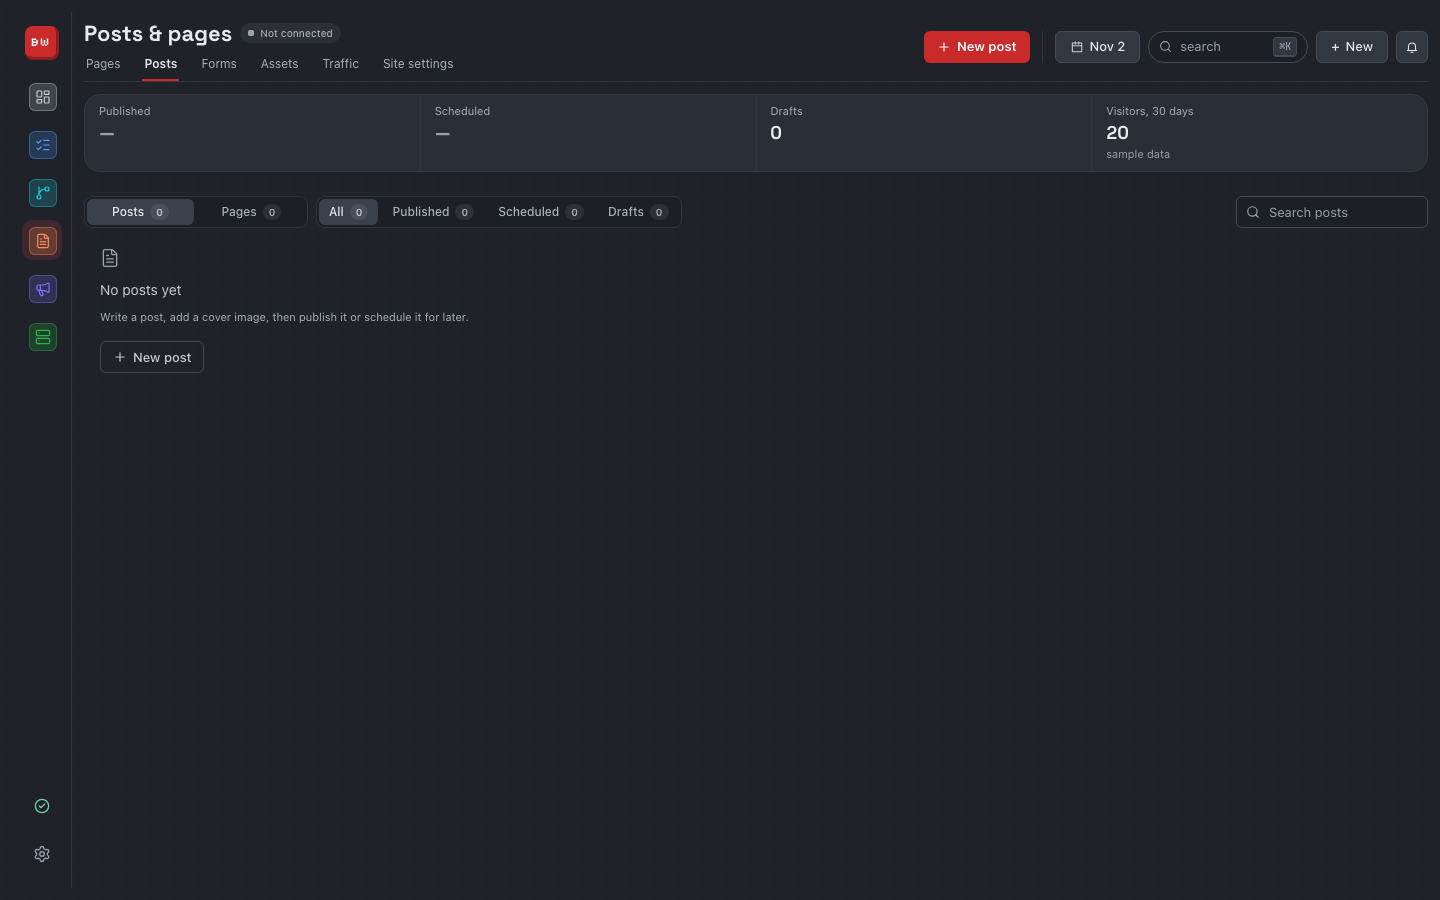 BW
Posts & pages
Not connected
Pages Posts Forms Assets Traffic Site settings
New post
Nov 2
search ⌘K
+ New
Published
—
Scheduled
—
Drafts
0
Visitors, 30 days
20
sample data
Posts 0 Pages 0
All 0 Published 0 Scheduled 0 Drafts 0
Search posts
No posts yet
Write a post, add a cover image, then publish it or schedule it for later.
New post